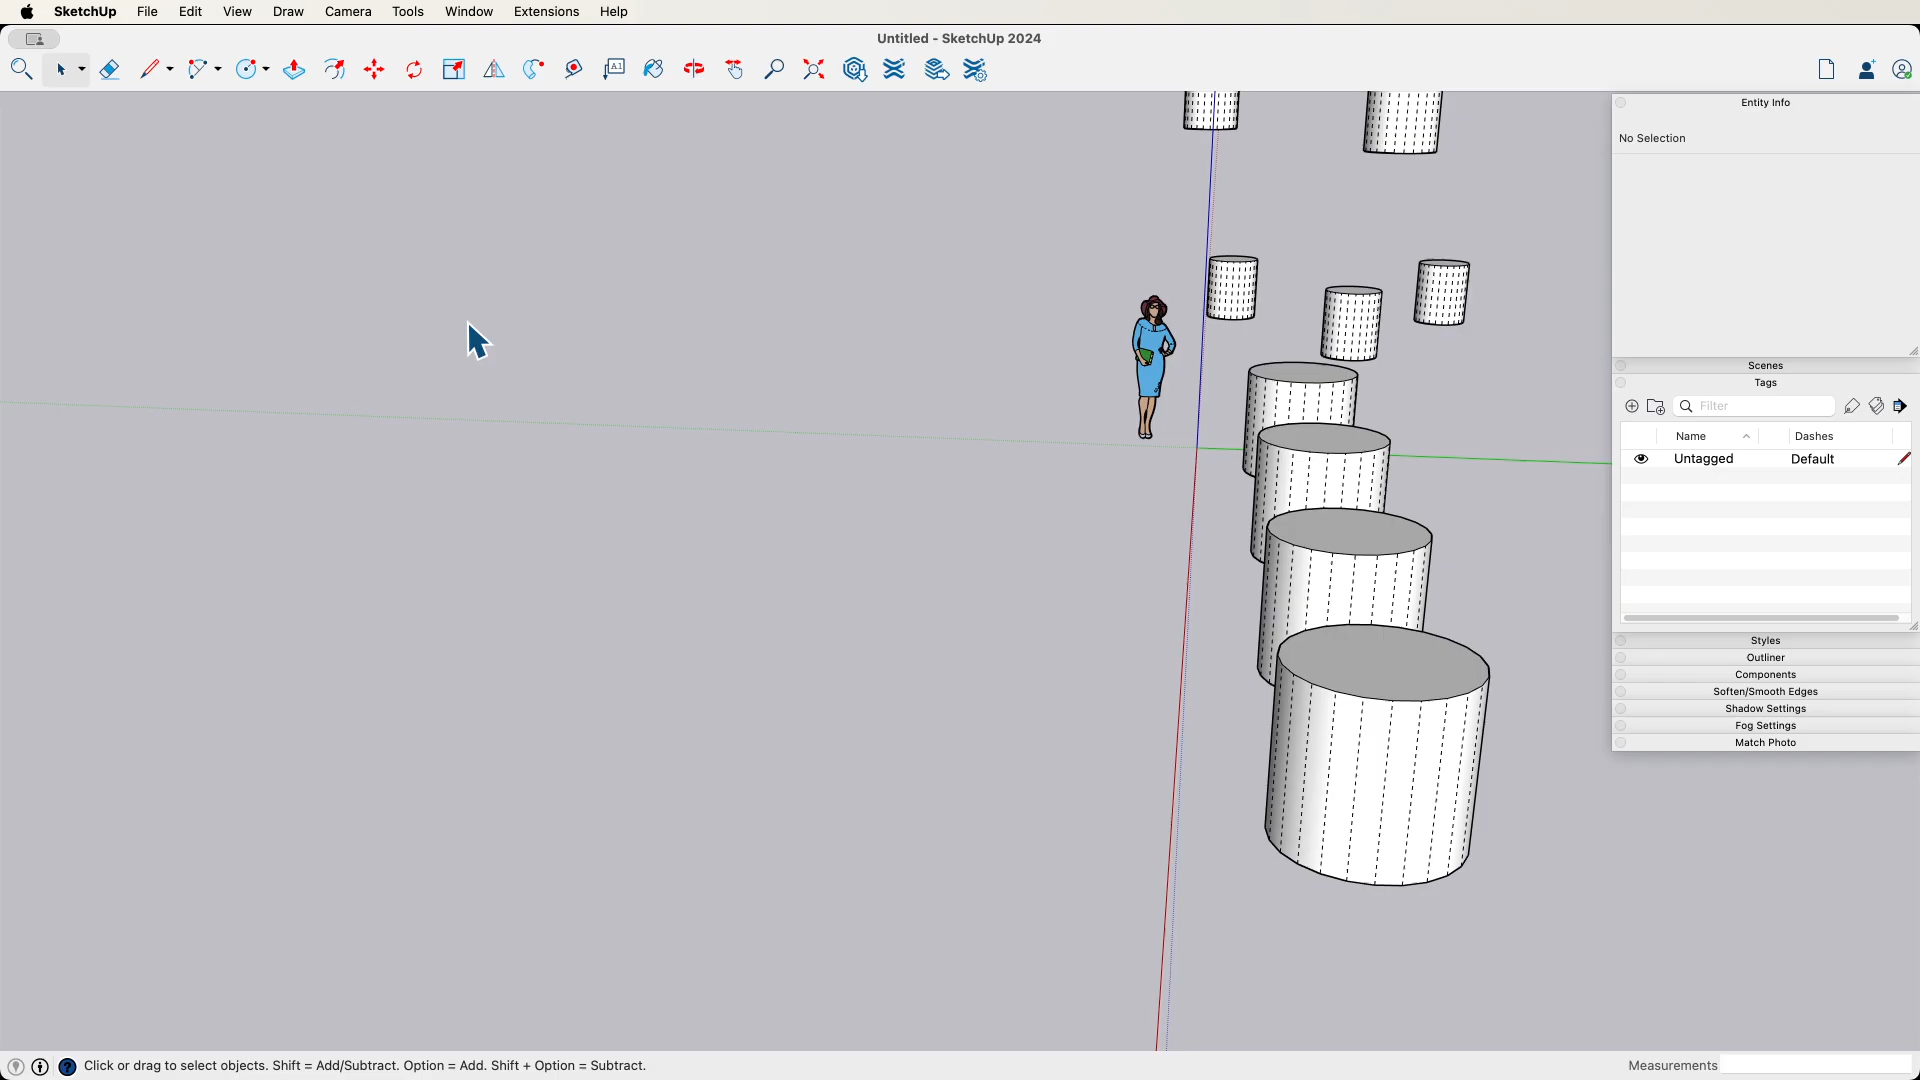 SketchUp File Edit View Draw Camera Tools Window Extensions Help
Untitled - SketchUp 2024
A1
Entity Info
No Selection
Scenes
Tags
Filter
Name Dashes
Untagged Default
Styles
Outliner
Components
Soften/Smooth Edges
Shadow Settings
Fog Settings
Match Photo
Click or drag to select objects. Shift = Add/Subtract. Option = Add. Shift + Option = Subtract.
Measurements